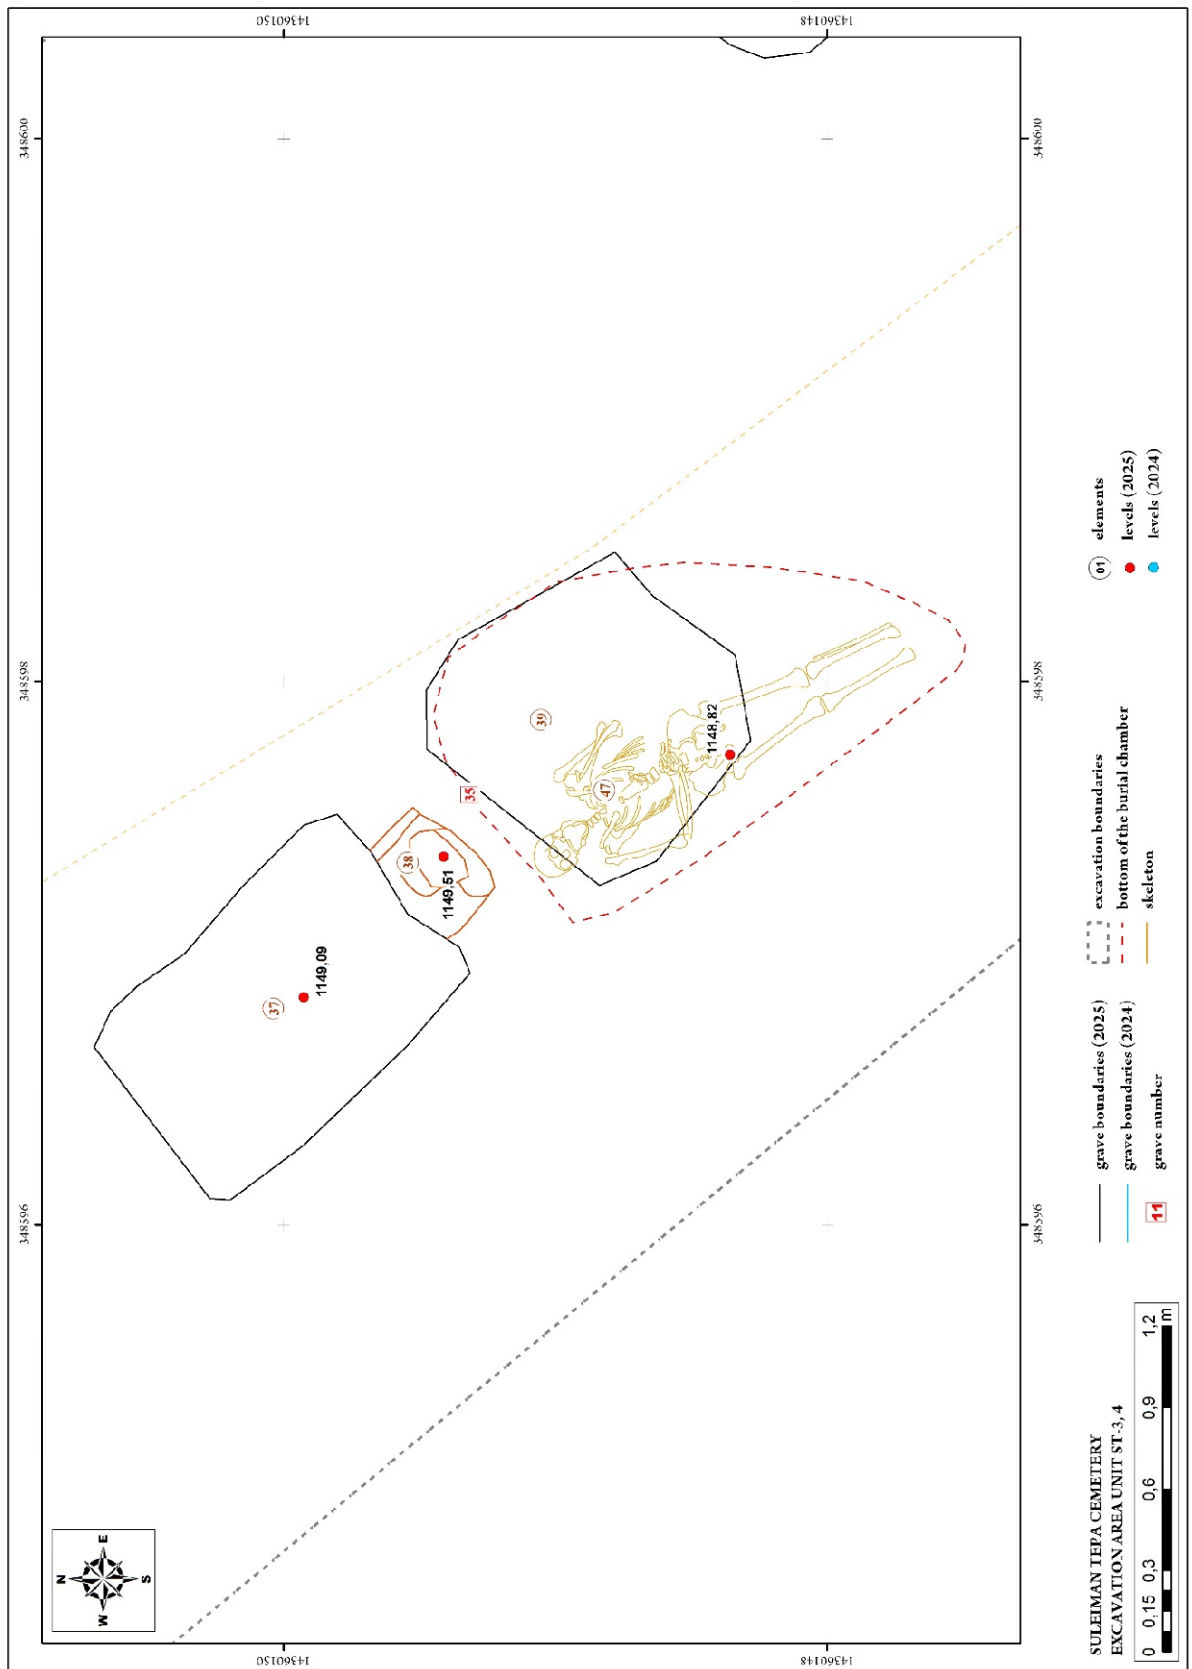 14360150
14360148
348600
348600
348598
348598
348596
348596
14360150
14360148
39
47
35
38
37
1148,82
1149,51
1149,09
N
E
S
W
SULEIMAN TEPA CEMETERY
EXCAVATION AREA UNIT ST-3, 4
0 0,15 0,3 0,6 0,9 1,2
m
grave boundaries (2025)
grave boundaries (2024)
11 grave number
excavation boundaries
bottom of the burial chamber
skeleton
01 elements
levels (2025)
levels (2024)